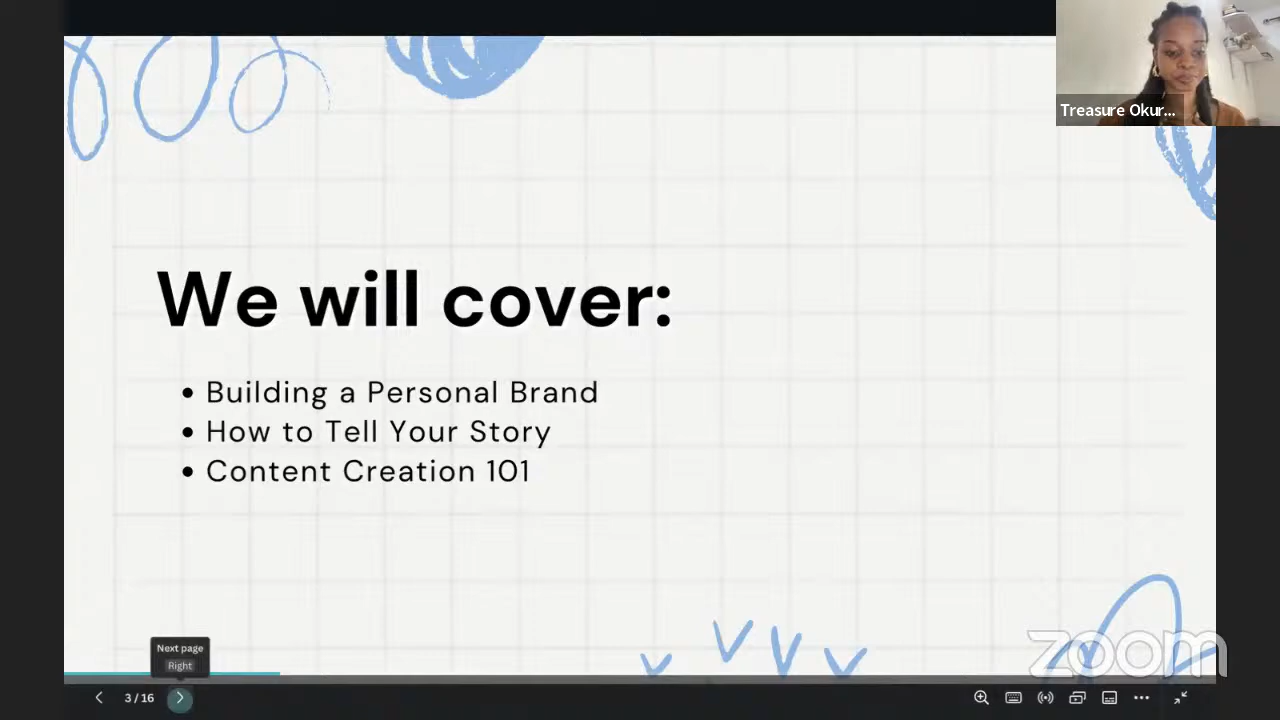 Treasure Okur...
We will cover:
• Building a Personal Brand
• How to Tell Your Story
• Content Creation 101
Next page
Right
3 / 16
zoom